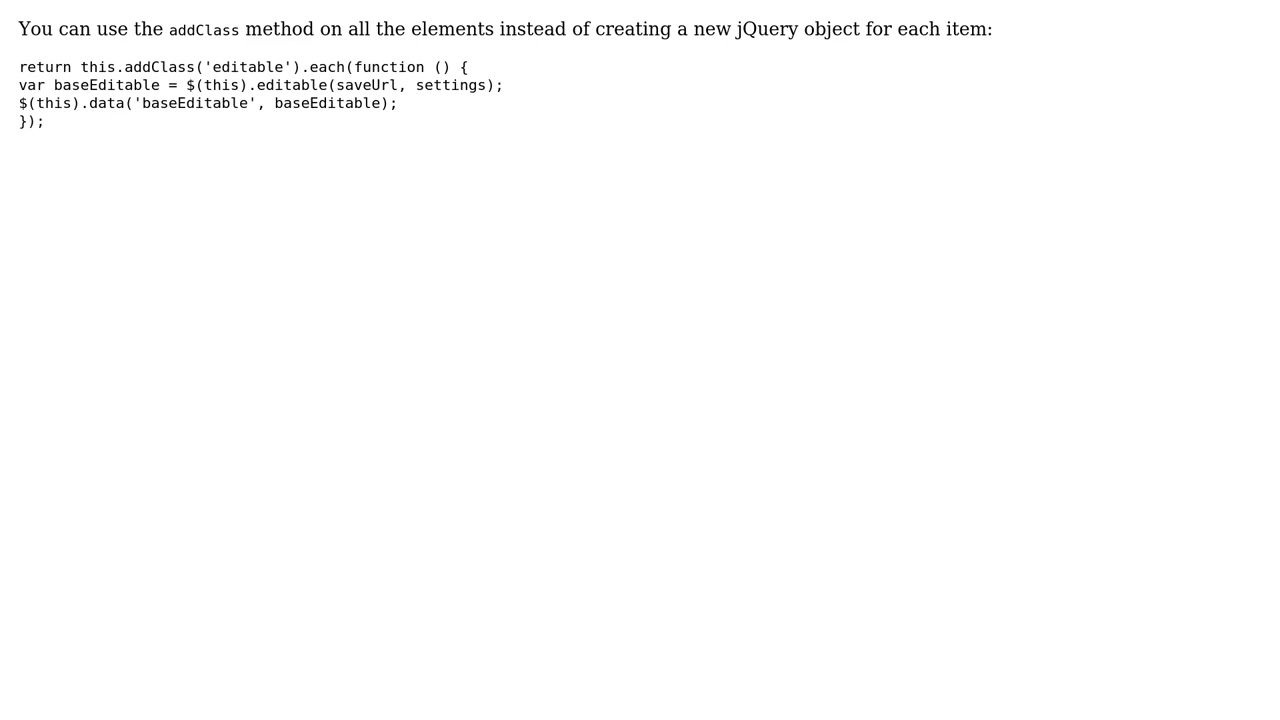 You can use the addClass method on all the elements instead of creating a new jQuery object for each item:
return this.addClass('editable').each(function () {
var baseEditable = $(this).editable(saveUrl, settings);
$(this).data('baseEditable', baseEditable);
});